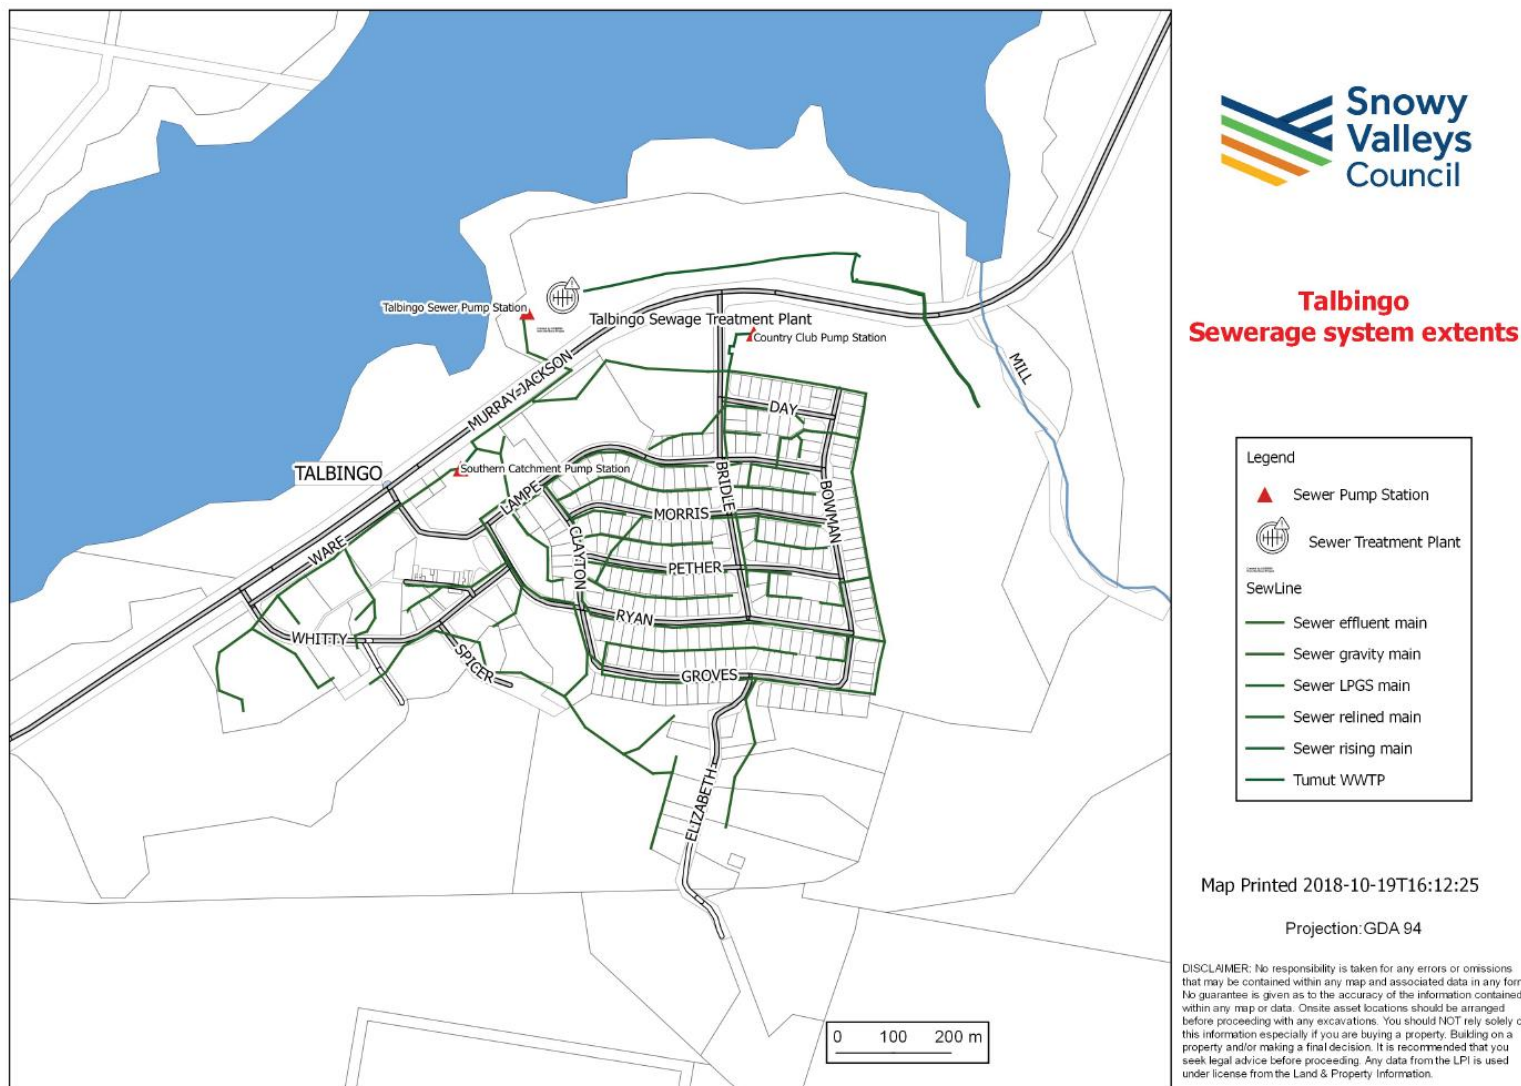 Snowy
Valleys
Council
Talbingo
Sewerage system extents
Talbingo Sewer Pump Station
Talbingo Sewage Treatment Plant
Country Club Pump Station
MURRAY-JACKSON
MILL
DAY
TALBINGO
Southern Catchment Pump Station
LAMPE
BRIDLE
BOWMAN
MORRIS
WARE
CLAYTON
PETHER
RYAN
WHITTY
SPICER
GROVES
ELIZABETH
0 100 200 m
Legend
Sewer Pump Station
Sewer Treatment Plant
SewLine
Sewer effluent main
Sewer gravity main
Sewer LPGS main
Sewer relined main
Sewer rising main
Tumut WWTP
Map Printed 2018-10-19T16:12:25
Projection:GDA 94
DISCLAIMER: No responsibility is taken for any errors or omissions
that may be contained within any map and associated data in any
No guarantee is given as to the accuracy of the information contained
within any map or data. Onsite asset locations should be arranged
before proceeding with any excavations. You should NOT rely solely
this information especially if you are buying a property. Building on a
property and/or making a final decision. It is recommended that you
seek legal advice before proceeding. Any data from the LPI is used
under license from the Land & Property Information.